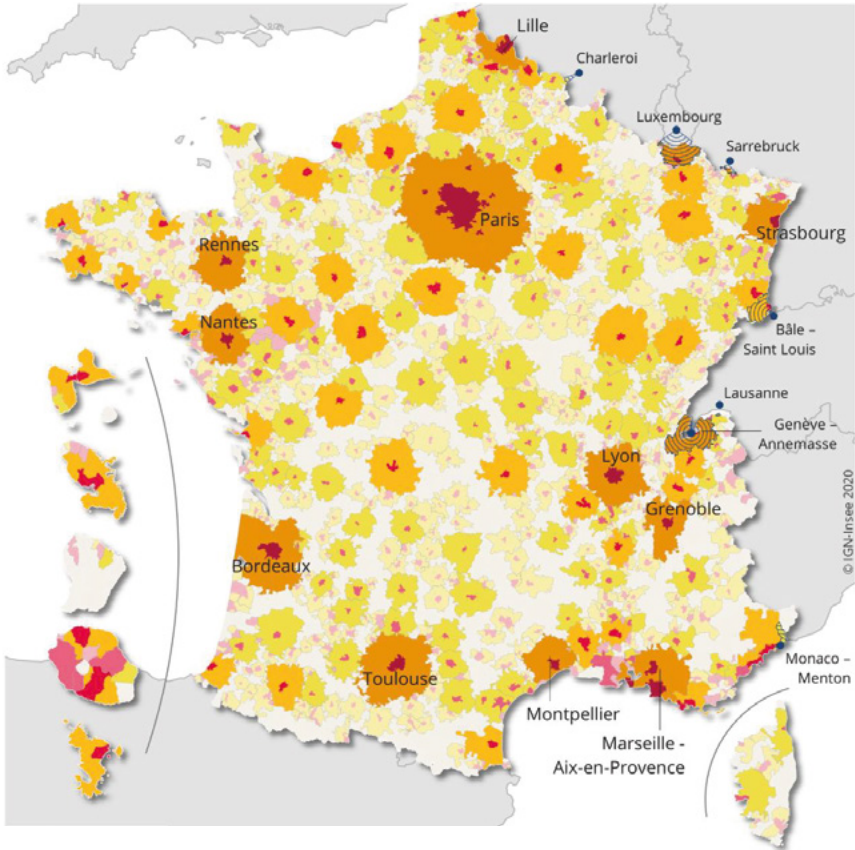 Lille
Charleroi
Luxembourg
Sarrebruck
Paris
Strasbourg
Rennes
Nantes
Bâle –
Saint Louis
Lausanne
Genève –
Annemasse
Lyon
Grenoble
© IGN-Insee 2020
Bordeaux
Toulouse
Monaco –
Menton
Montpellier
Marseille -
Aix-en-Provence